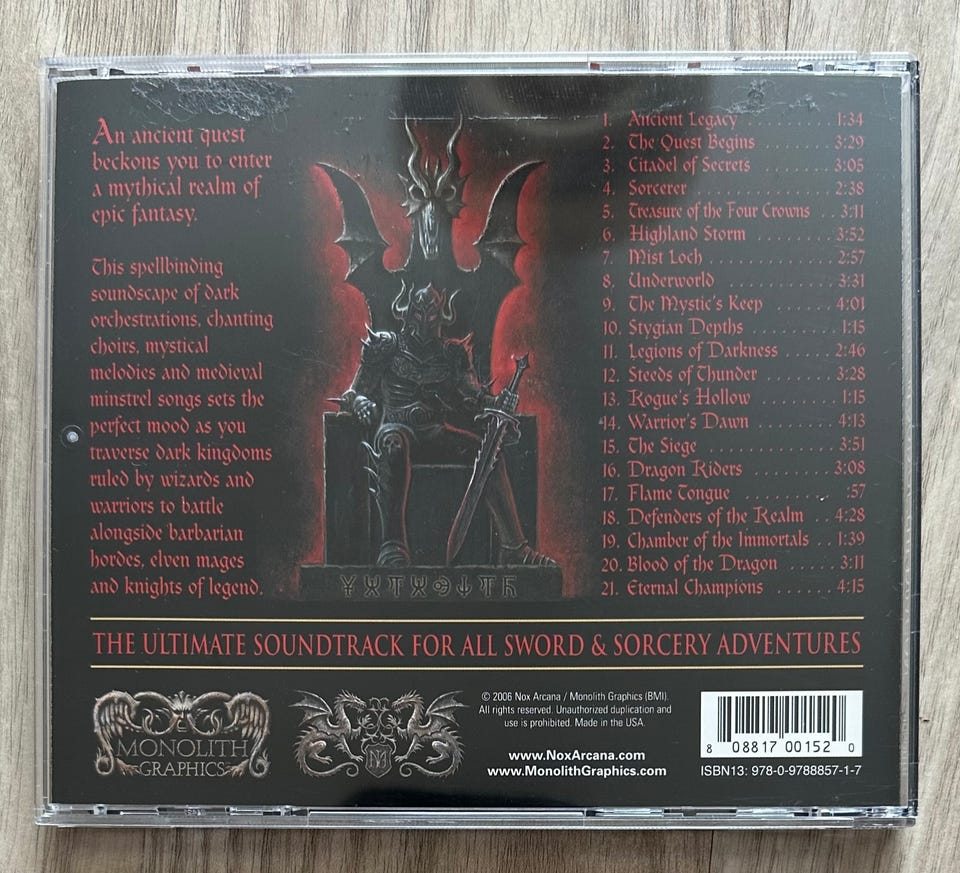 An ancient quest
beckons you to enter
a mythical realm of
epic fantasy.
This spellbinding
soundscape of dark
orchestrations, chanting
choirs, mystical
melodies and medieval
minstrel songs sets the
perfect mood as you
traverse dark kingdoms
ruled by wizards and
warriors to battle
alongside barbarian
hordes, elven mages
and knights of legend.
1. Ancient Legacy . . . . . . . . . 1:34
2. The Quest Begins . . . . . . . 3:29
3. Citadel of Secrets . . . . . . . 3:05
4. Sorcerer . . . . . . . . . . . . . . 2:38
5. Treasure of the Four Crowns . . 3:11
6. Highland Storm . . . . . . . . 3:52
7. Mist Loch . . . . . . . . . . . . 2:57
8. Underworld . . . . . . . . . . . 3:31
9. The Mystic's Keep . . . . . . . 4:01
10. Stygian Depths . . . . . . . . 1:15
11. Legions of Darkness . . . . . 2:46
12. Steeds of Thunder . . . . . . . 3:28
13. Rogue's Hollow . . . . . . . . 1:15
14. Warrior's Dawn . . . . . . . . 4:13
15. The Siege . . . . . . . . . . . . 3:51
16. Dragon Riders . . . . . . . . . 3:08
17. Flame Tongue . . . . . . . . . :57
18. Defenders of the Realm . . 4:28
19. Chamber of the Immortals . . 1:39
20. Blood of the Dragon . . . . . 3:11
21. Eternal Champions . . . . . . 4:15
THE ULTIMATE SOUNDTRACK FOR ALL SWORD & SORCERY ADVENTURES
MONOLITH
GRAPHICS
© 2006 Nox Arcana / Monolith Graphics (BMI).
All rights reserved. Unauthorized duplication and
use is prohibited. Made in the USA.
www.NoxArcana.com
www.MonolithGraphics.com
8 08817 00152 0
ISBN13: 978-0-9788857-1-7